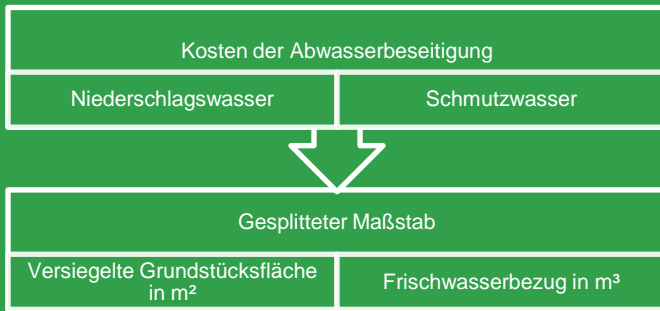 Kosten der Abwasserbeseitigung
Niederschlagswasser
Schmutzwasser
Gesplitteter Maßstab
Versiegelte Grundstücksfläche
in m²
Frischwasserbezug in m³